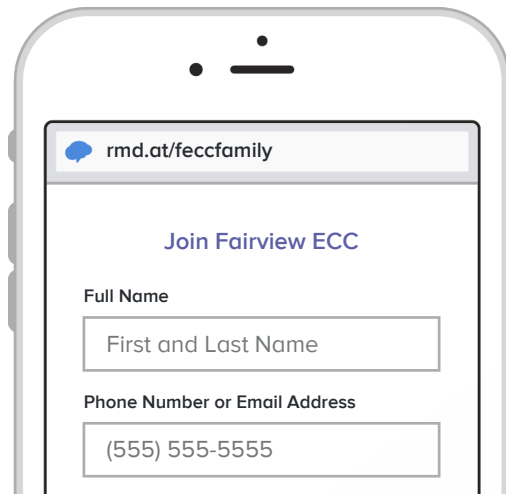 rmd.at/feccfamily
Join Fairview ECC
Full Name
First and Last Name
Phone Number or Email Address
(555) 555-5555